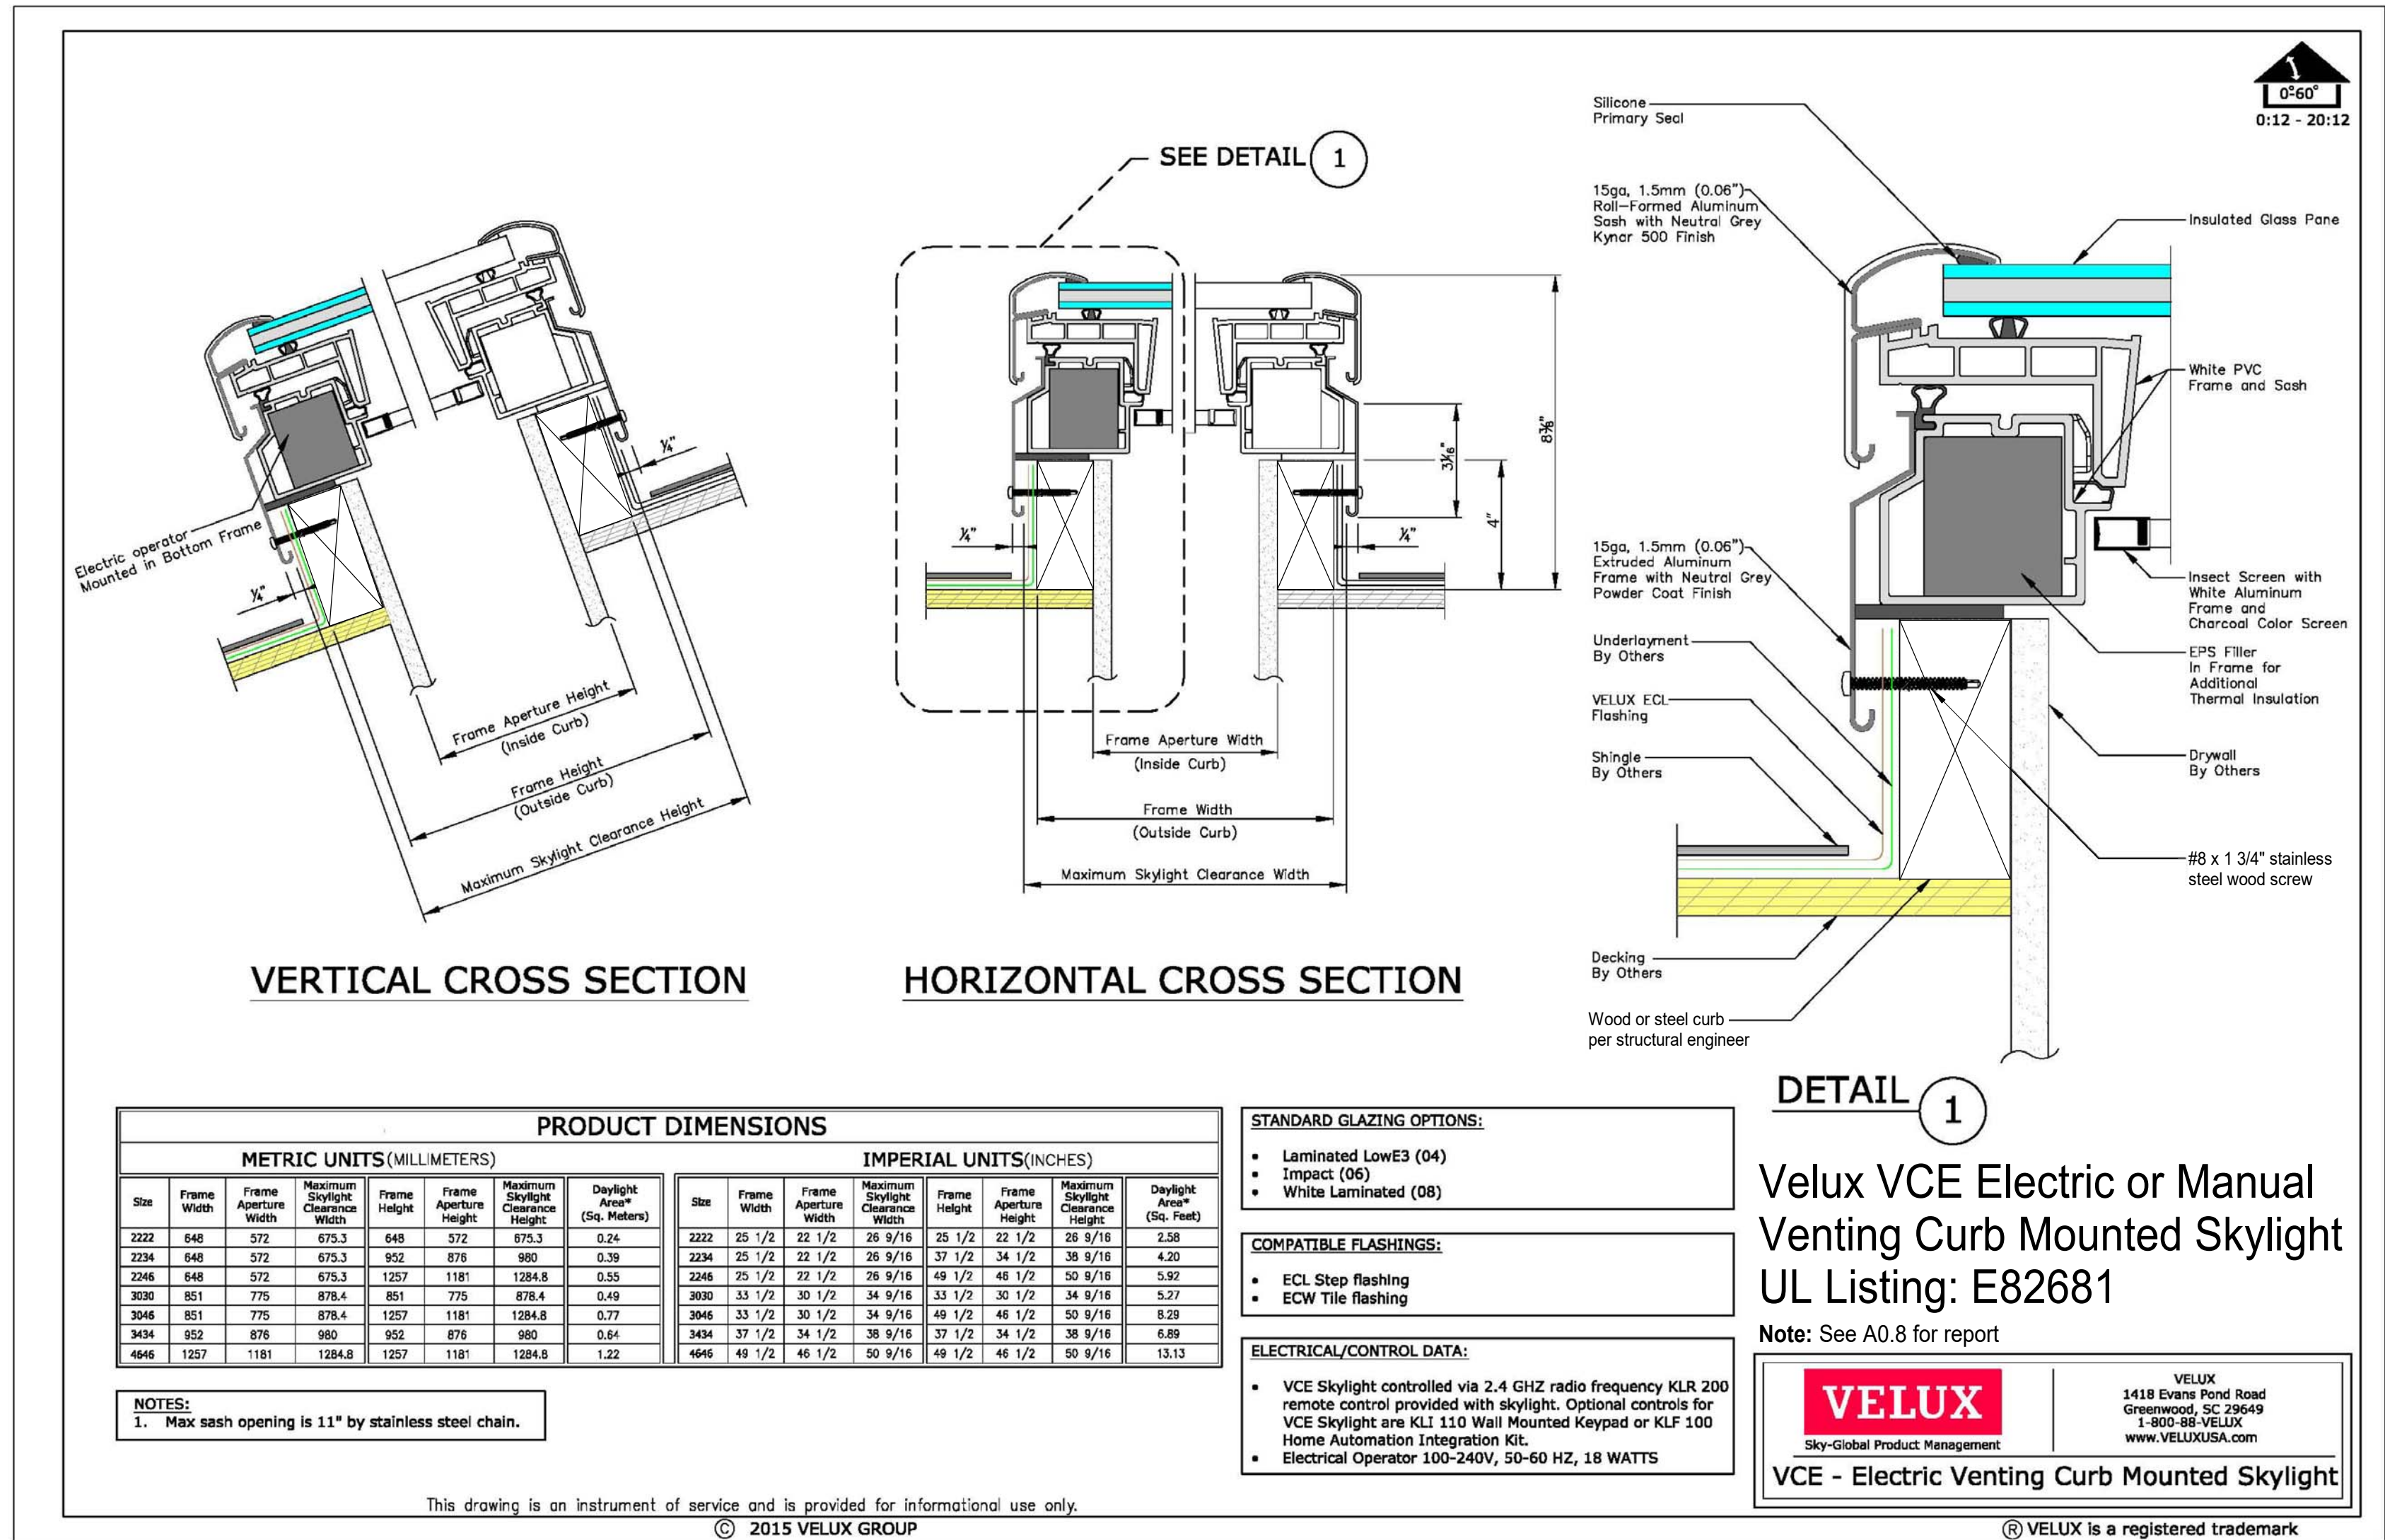 0°-60°
0:12 - 20:12
SEE DETAIL 1
Electric operator
Mounted in Bottom Frame
¼"
¼"
Frame Aperture Height
(Inside Curb)
Frame Height
(Outside Curb)
Maximum Skylight Clearance Height
VERTICAL CROSS SECTION
¼"
¼"
4"
Frame Aperture Width
(Inside Curb)
Frame Width
(Outside Curb)
Maximum Skylight Clearance Width
HORIZONTAL CROSS SECTION
Silicone
Primary Seal
15ga, 1.5mm (0.06")
Roll-Formed Aluminum
Sash with Neutral Grey
Kynar 500 Finish
15ga, 1.5mm (0.06")
Extruded Aluminum
Frame with Neutral Grey
Powder Coat Finish
Underlayment
By Others
VELUX ECL
Flashing
Shingle
By Others
Decking
By Others
Wood or steel curb
per structural engineer
Insulated Glass Pane
White PVC
Frame and Sash
Insect Screen with
White Aluminum
Frame and
Charcoal Color Screen
EPS Filler
In Frame for
Additional
Thermal Insulation
Drywall
By Others
#8 x 1 3/4" stainless
steel wood screw
DETAIL 1
PRODUCT DIMENSIONS
METRIC UNITS(MILLIMETERS)
Size Frame Width Frame Aperture Width Maximum Skylight Clearance Width Frame Height Frame Aperture Height Maximum Skylight Clearance Height Daylight Area* (Sq. Meters)
2222 648 572 675.3 648 572 675.3 0.24
2234 648 572 675.3 952 876 980 0.39
2246 648 572 675.3 1257 1181 1284.8 0.55
3030 851 775 878.4 851 775 878.4 0.49
3046 851 775 878.4 1257 1181 1284.8 0.77
3434 952 876 980 952 876 980 0.64
4646 1257 1181 1284.8 1257 1181 1284.8 1.22
IMPERIAL UNITS(INCHES)
Size Frame Width Frame Aperture Width Maximum Skylight Clearance Width Frame Height Frame Aperture Height Maximum Skylight Clearance Height Daylight Area* (Sq. Feet)
2222 25 1/2 22 1/2 26 9/16 25 1/2 22 1/2 26 9/16 2.58
2234 25 1/2 22 1/2 26 9/16 37 1/2 34 1/2 38 9/16 4.20
2246 25 1/2 22 1/2 26 9/16 49 1/2 46 1/2 50 9/16 5.92
3030 33 1/2 30 1/2 34 9/16 33 1/2 30 1/2 34 9/16 5.27
3046 33 1/2 30 1/2 34 9/16 49 1/2 46 1/2 50 9/16 8.29
3434 37 1/2 34 1/2 38 9/16 37 1/2 34 1/2 38 9/16 6.89
4646 49 1/2 46 1/2 50 9/16 49 1/2 46 1/2 50 9/16 13.13
NOTES:
1. Max sash opening is 11" by stainless steel chain.
STANDARD GLAZING OPTIONS:
• Laminated LowE3 (04)
• Impact (06)
• White Laminated (08)
COMPATIBLE FLASHINGS:
• ECL Step flashing
• ECW Tile flashing
ELECTRICAL/CONTROL DATA:
• VCE Skylight controlled via 2.4 GHZ radio frequency KLR 200
remote control provided with skylight. Optional controls for
VCE Skylight are KLI 110 Wall Mounted Keypad or KLF 100
Home Automation Integration Kit.
• Electrical Operator 100-240V, 50-60 HZ, 18 WATTS
Velux VCE Electric or Manual
Venting Curb Mounted Skylight
UL Listing: E82681
Note: See A0.8 for report
VELUX
Sky-Global Product Management
VELUX
1418 Evans Pond Road
Greenwood, SC 29649
1-800-88-VELUX
www.VELUXUSA.com
VCE - Electric Venting Curb Mounted Skylight
This drawing is an instrument of service and is provided for informational use only.
© 2015 VELUX GROUP
® VELUX is a registered trademark